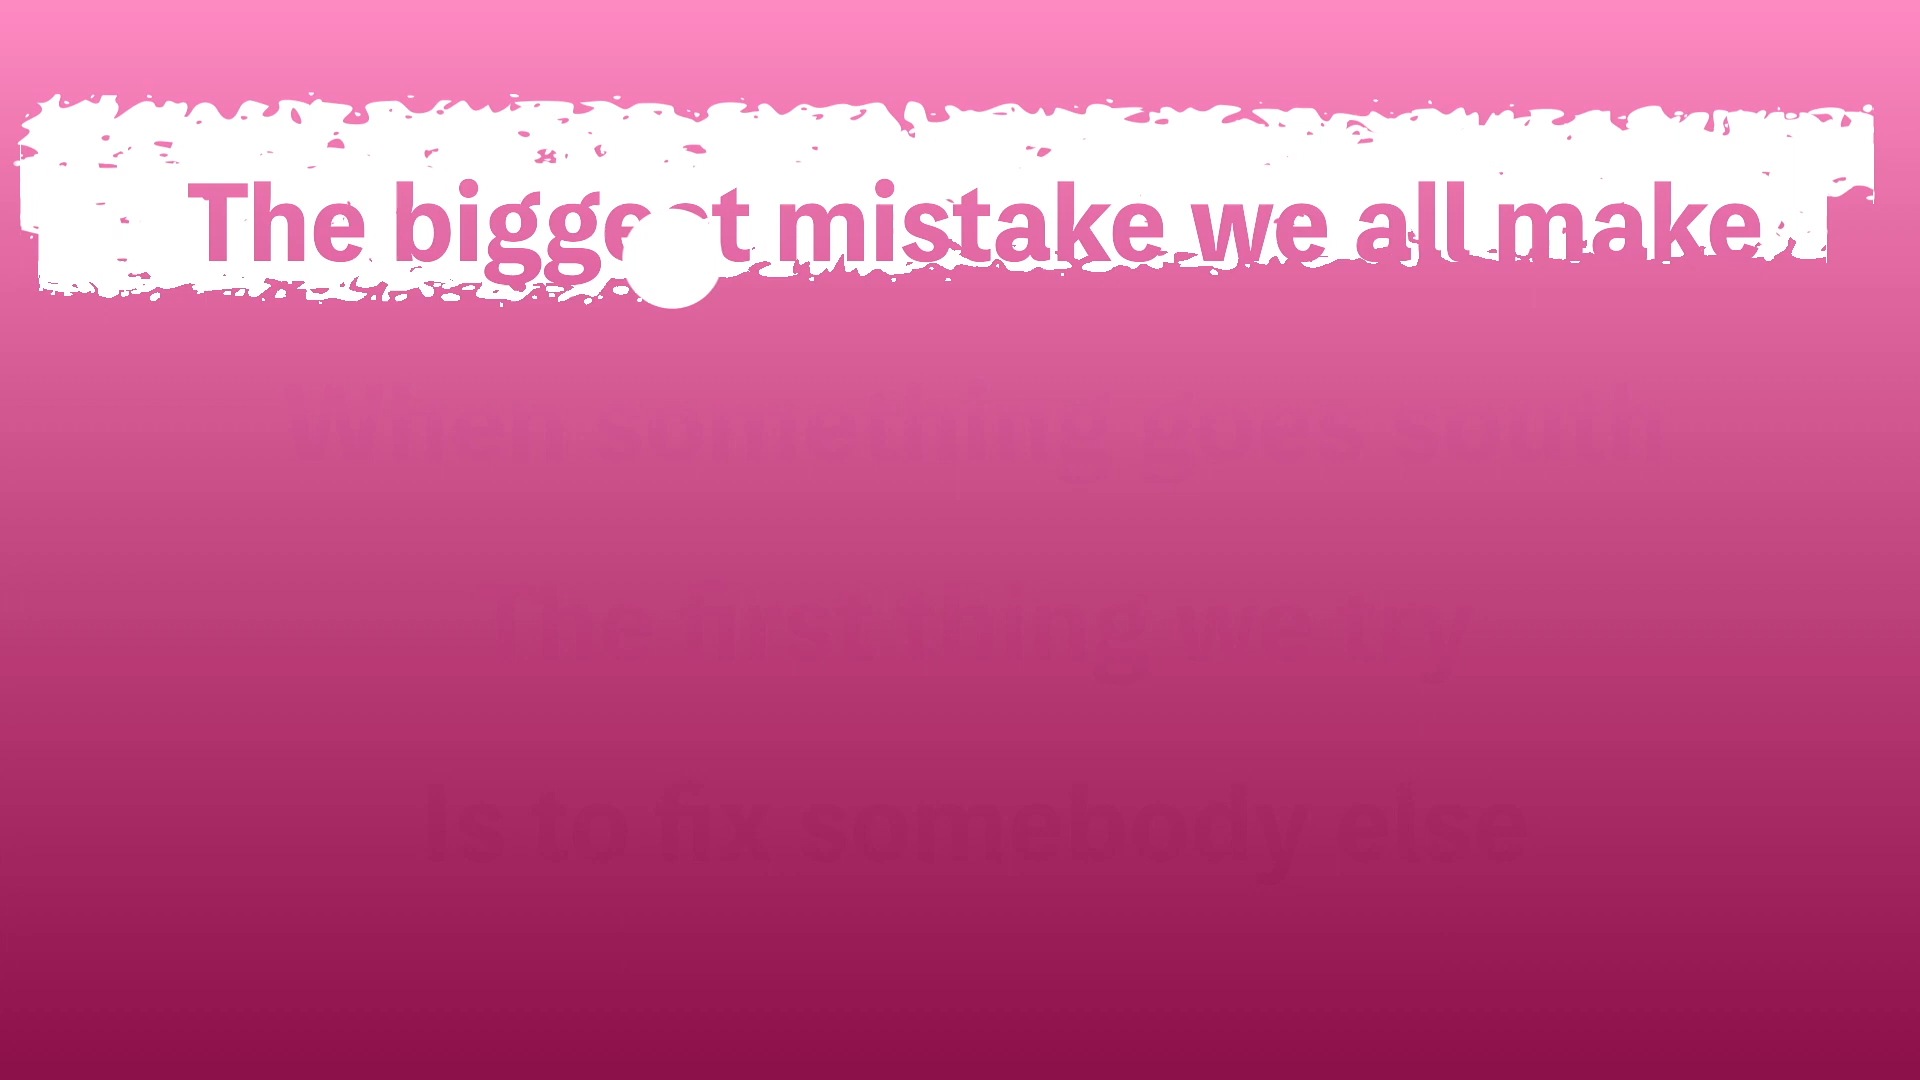 The biggest mistake we all make
When something goes south
The first thing we try
Is to fix somebody else